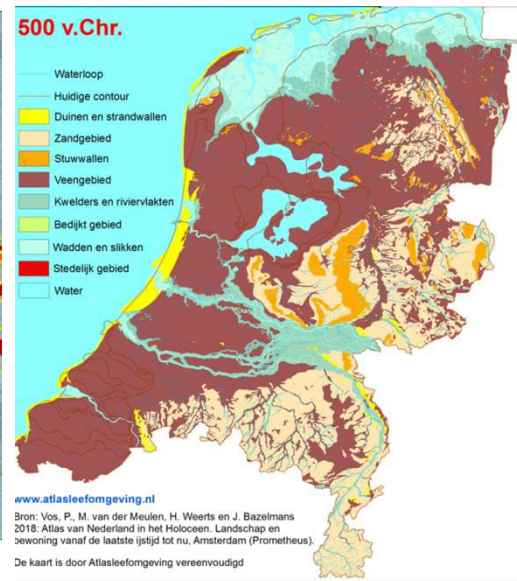 500 v.Chr.
Waterloop
Huidige contour
Duinen en strandwallen
Zandgebied
Stuwwallen
Veengebied
Kwelders en riviervlakten
Bedijkt gebied
Wadden en slikken
Stedelijk gebied
Water
www.atlasleefomgeving.nl
Bron: Vos, P., M. van der Meulen, H. Weerts en J. Bazelmans
2018: Atlas van Nederland in het Holoceen. Landschap en
bewoning vanaf de laatste ijstijd tot nu, Amsterdam (Prometheus).
De kaart is door Atlasleefomgeving vereenvoudigd